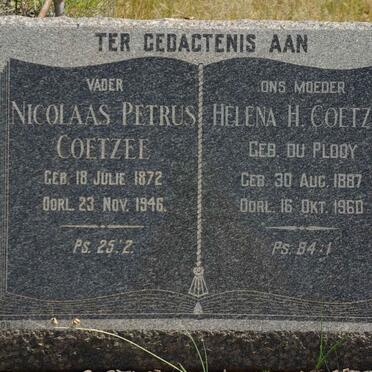 TER GEDACTENIS AAN
VADER
NICOLAAS PETRUS
COETZEE
GEB. 18 JULIE 1872
OORL. 23 NOV. 1946.
PS. 25:2.
ONS MOEDER
HELENA H. COETZ
GEB. DU PLOOY
GEB. 30 AUG. 1887
OORL. 16 OKT. 1960
PS. 84:1